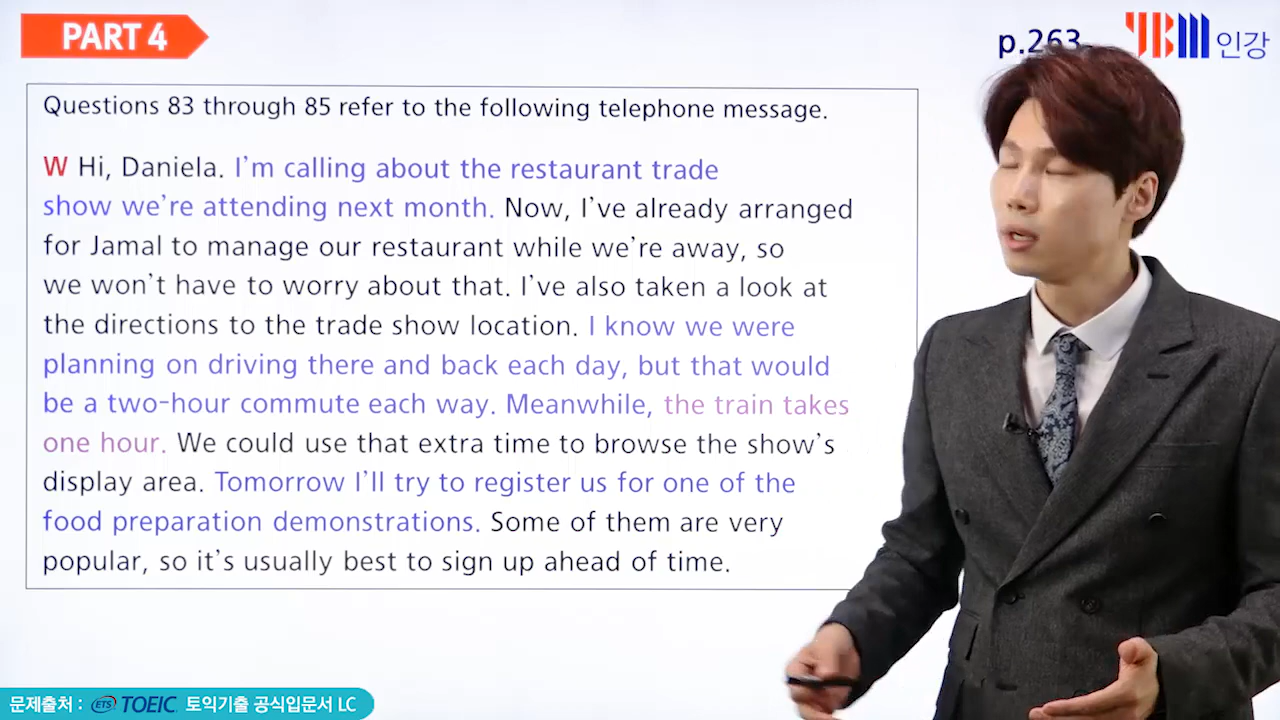 PART 4
p.263
YBM 인강
Questions 83 through 85 refer to the following telephone message.
W Hi, Daniela. I'm calling about the restaurant trade
show we're attending next month. Now, I've already arranged
for Jamal to manage our restaurant while we're away, so
we won't have to worry about that. I've also taken a look at
the directions to the trade show location. I know we were
planning on driving there and back each day, but that would
be a two-hour commute each way. Meanwhile, the train takes
one hour. We could use that extra time to browse the show's
display area. Tomorrow I'll try to register us for one of the
food preparation demonstrations. Some of them are very
popular, so it's usually best to sign up ahead of time.
문제출처 : ETS TOEIC. 토익기출 공식입문서 LC